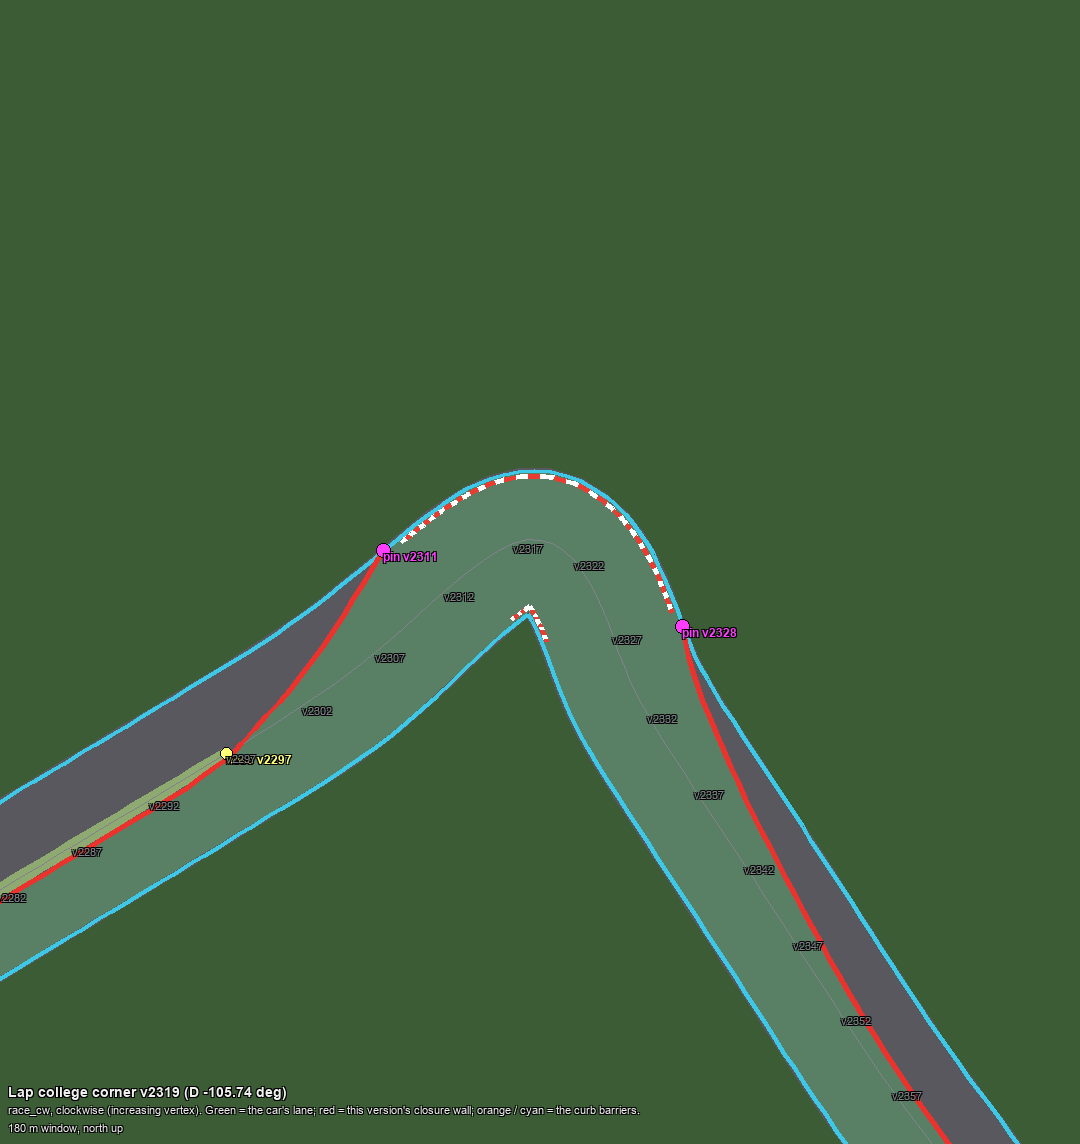 v2317
pin v2311
v2322
v2312
pin v2328
v2327
v2307
v2302
v2332
v2297
v2297
v2337
v2292
v2287
v2342
v2282
v2347
v2352
v2357
Lap college corner v2319 (D -105.74 deg)
race_cw, clockwise (increasing vertex). Green = the car's lane; red = this version's closure wall; orange / cyan = the curb barriers.
180 m window, north up